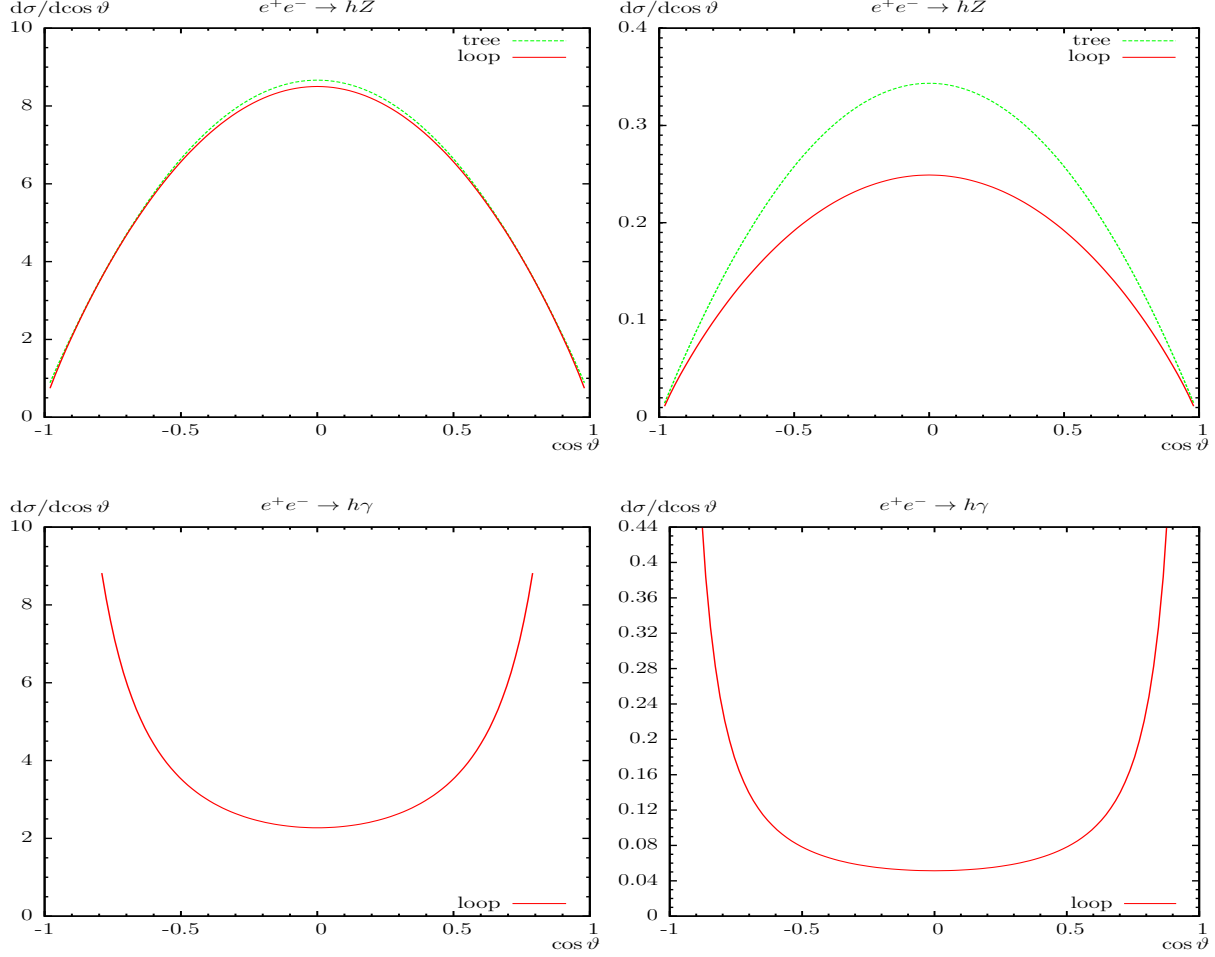 dσ/dcos ϑ
e⁺e⁻ → hZ
tree
loop
10
8
6
4
2
0
-1
-0.5
0
0.5
1
cos ϑ
dσ/dcos ϑ
e⁺e⁻ → hZ
tree
loop
0.4
0.3
0.2
0.1
0
-1
-0.5
0
0.5
1
cos ϑ
dσ/dcos ϑ
e⁺e⁻ → hγ
10
8
6
4
2
0
loop
-1
-0.5
0
0.5
1
cos ϑ
dσ/dcos ϑ
e⁺e⁻ → hγ
0.44
0.4
0.36
0.32
0.28
0.24
0.2
0.16
0.12
0.08
0.04
0
loop
-1
-0.5
0
0.5
1
cos ϑ